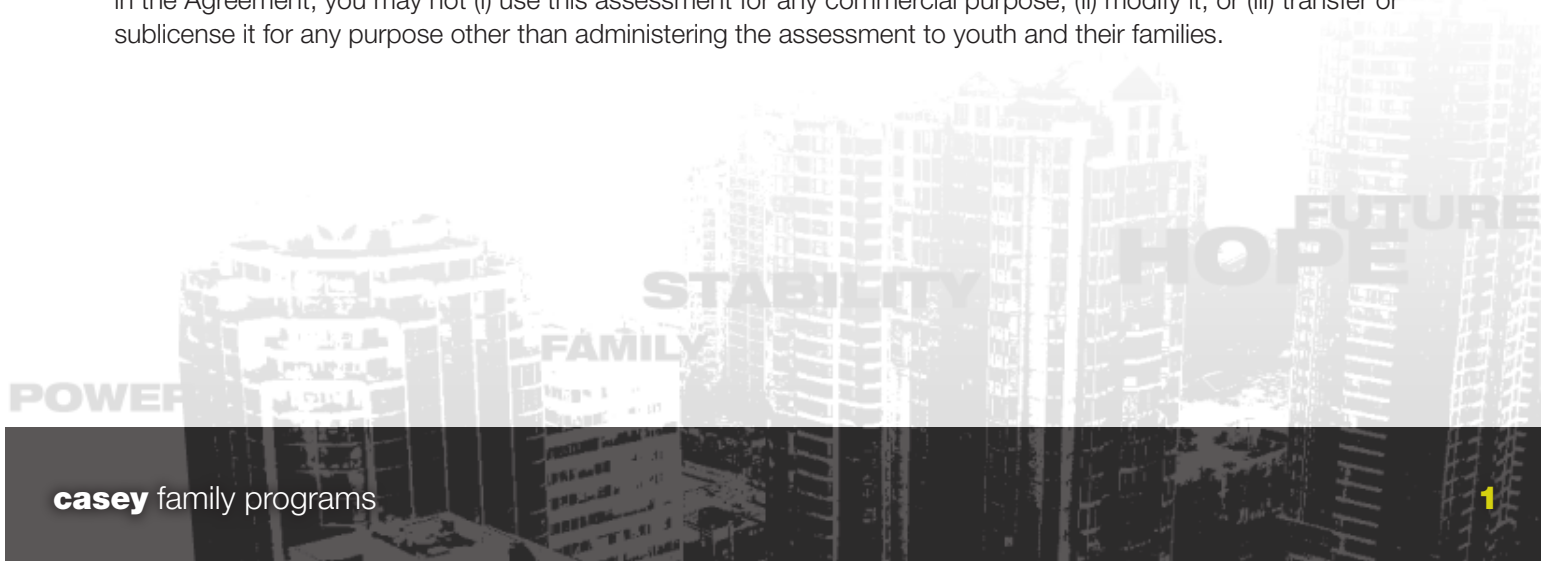 in the Agreement, you may not (i) use this assessment for any commercial purpose; (ii) modify it; or (iii) transfer or
sublicense it for any purpose other than administering the assessment to youth and their families.
FUTURE
HOPE
STABILITY
FAMILY
POWER
casey family programs
1